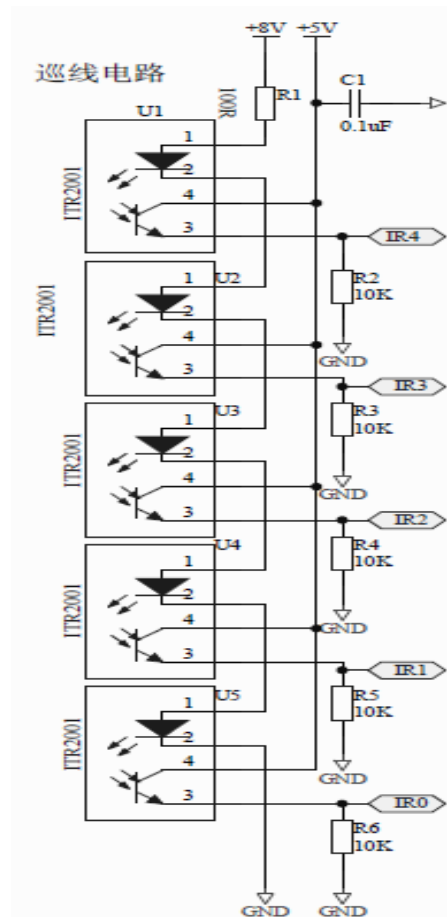 +8V +5V
巡线电路
C1
U1
100R
R1
0.1uF
1
2
4
3
ITR2001
IR4
R2
10K
U2
1
2
4
3
ITR2001
GND
IR3
R3
10K
U3
1
2
4
3
ITR2001
GND
IR2
R4
10K
U4
1
2
4
3
ITR2001
GND
IR1
R5
10K
U5
1
2
4
3
ITR2001
GND
IR0
R6
10K
GND
GND